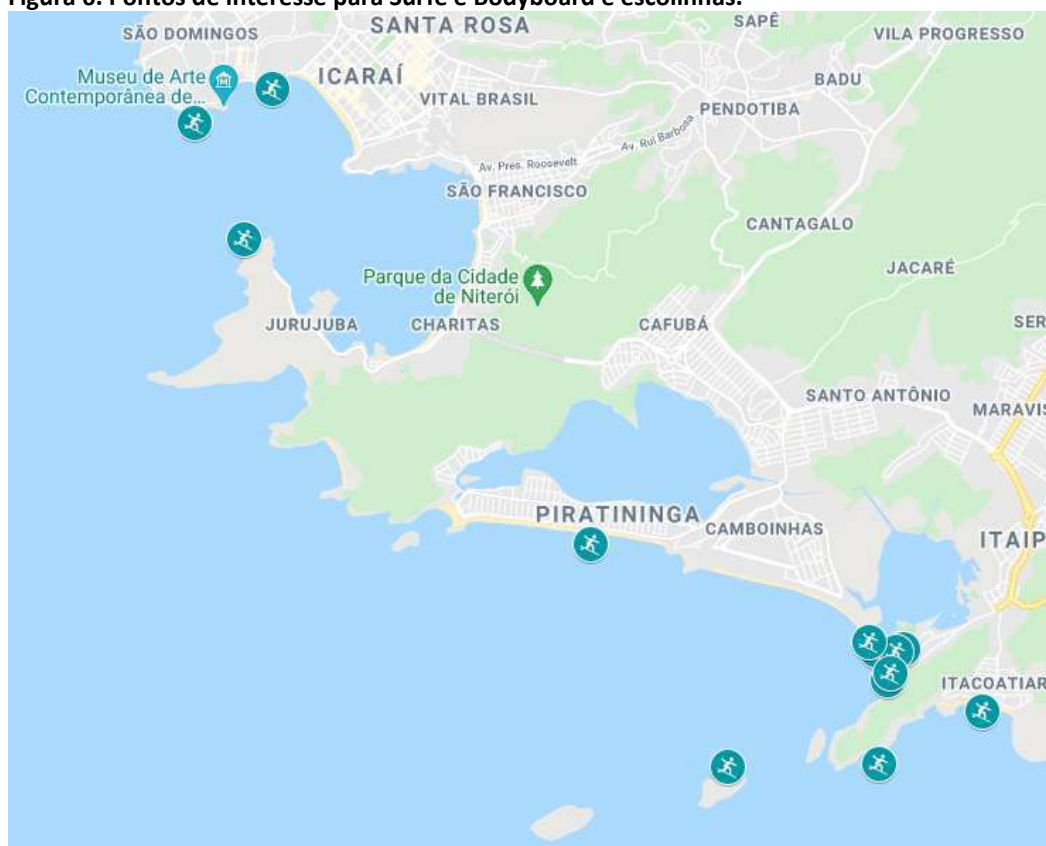 Figura 6. Pontos de interesse para Surfe e Bodyboard e escolinhas.
SANTA ROSA
SAPÊ
SÃO DOMINGOS
VILA PROGRESSO
Museu de Arte
Contemporânea de...
ICARAÍ
BADU
VITAL BRASIL
PENDOTIBA
Av. Rui Barbosa
Av. Pres. Roosevelt
SÃO FRANCISCO
CANTAGALO
JACARÉ
Parque da Cidade
de Niterói
JURUJUBA
CHARITAS
CAFUBÁ
SER
SANTO ANTÔNIO
MARAVIS
PIRATININGA
CAMBOINHAS
ITAIP
ITACOATIAR